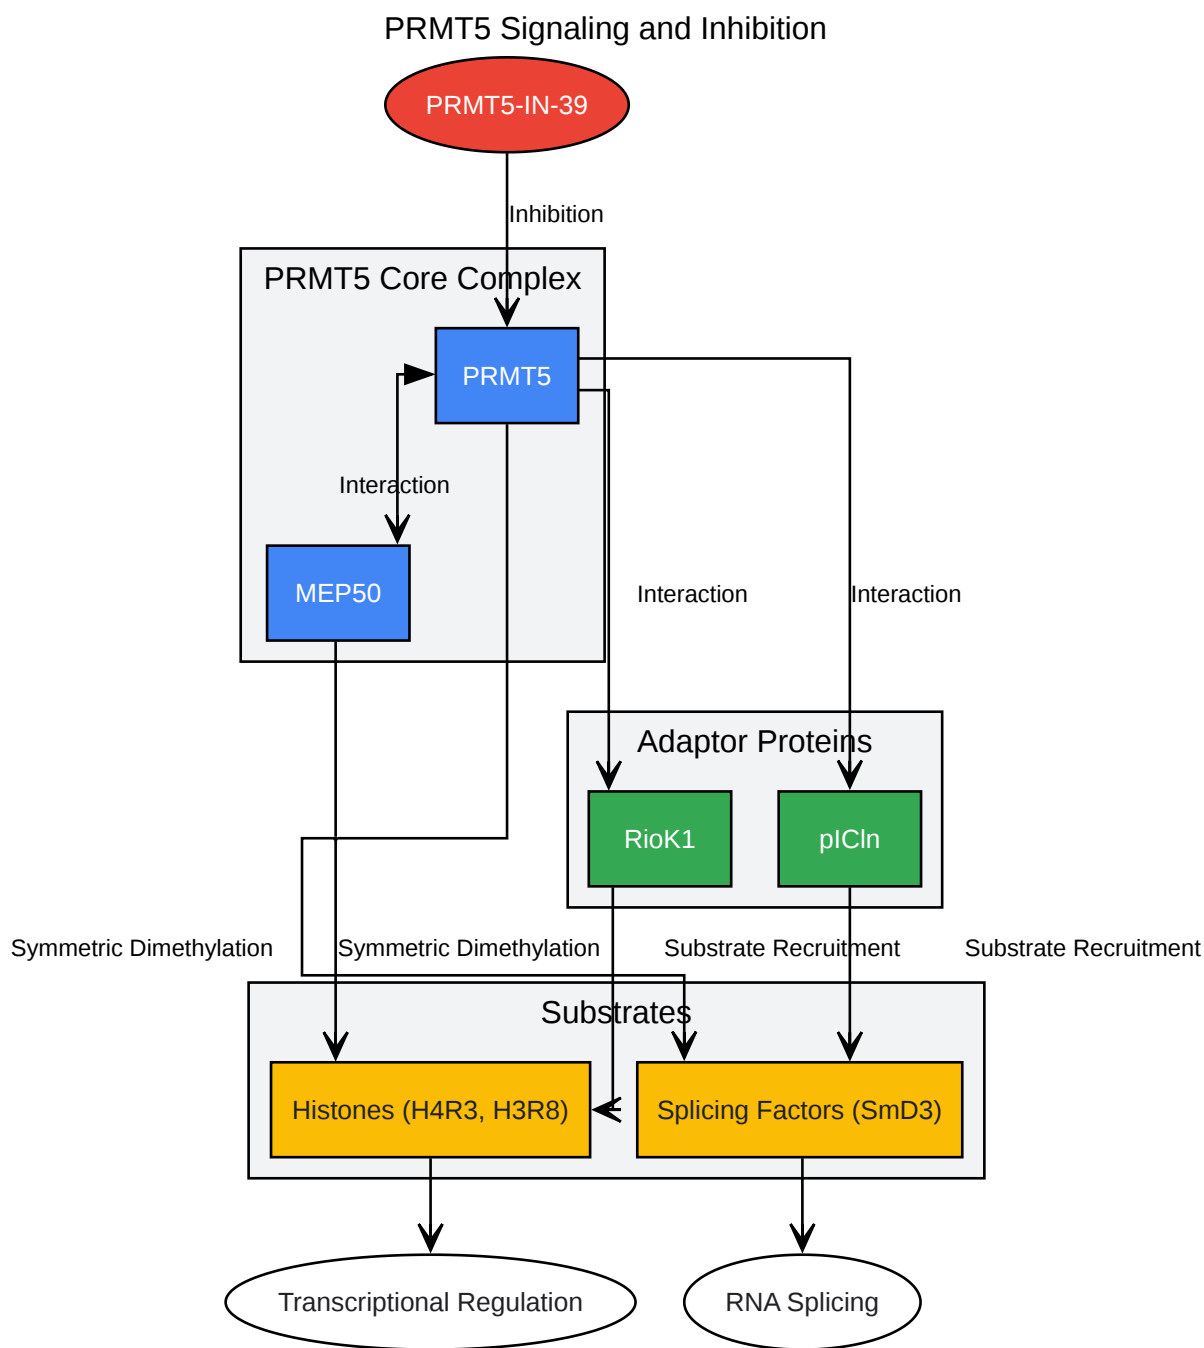 PRMT5 Signaling and Inhibition
PRMT5-IN-39
Inhibition
PRMT5 Core Complex
PRMT5
Interaction
MEP50
Interaction
Interaction
Adaptor Proteins
RioK1
pICln
Symmetric Dimethylation
Symmetric Dimethylation
Substrate Recruitment
Substrate Recruitment
Substrates
Histones (H4R3, H3R8)
Splicing Factors (SmD3)
Transcriptional Regulation
RNA Splicing